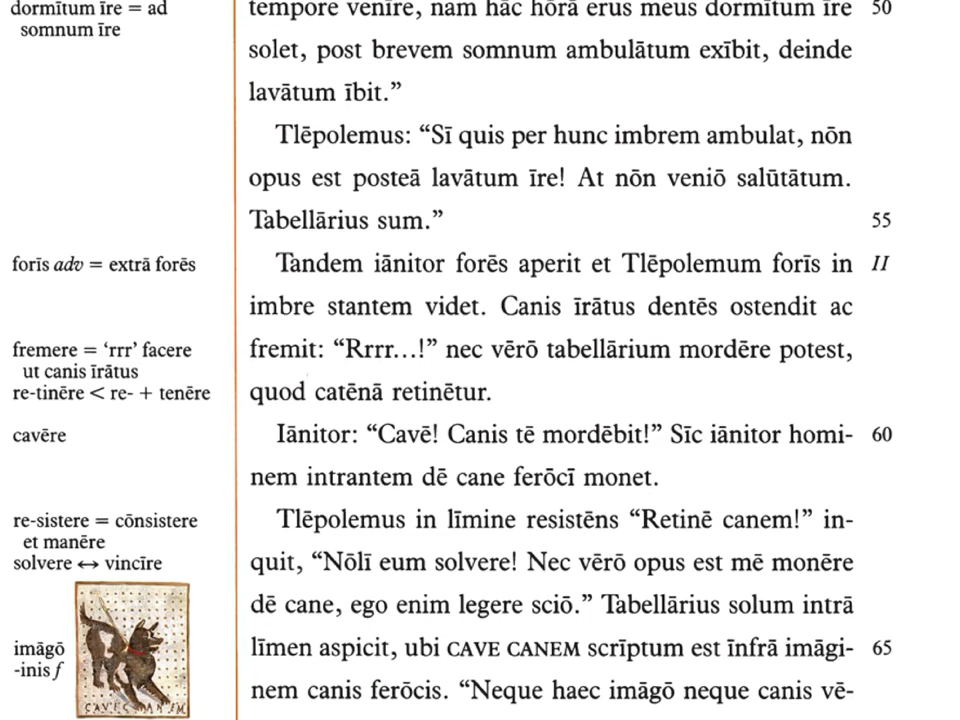 dormītum īre = ad
somnum īre
tempore venīre, nam hāc hōrā erus meus dormītum īre 50
solet, post brevem somnum ambulātum exībit, deinde
lavātum ībit.”
Tlēpolemus: “Sī quis per hunc imbrem ambulat, nōn
opus est posteā lavātum īre! At nōn veniō salūtātum.
Tabellārius sum.” 55
forīs adv = extrā forēs
Tandem iānitor forēs aperit et Tlēpolemum forīs in II
imbre stantem videt. Canis īrātus dentēs ostendit ac
fremere = ‘rrr’ facere
ut canis īrātus
fremit: “Rrrr...!” nec vērō tabellārium mordēre potest,
re-tinēre < re- + tenēre
quod catēnā retinētur.
cavēre
Iānitor: “Cavē! Canis tē mordēbit!” Sīc iānitor homi- 60
nem intrantem dē cane ferōcī monet.
re-sistere = cōnsistere
et manēre
Tlēpolemus in līmine resistēns “Retinē canem!” in-
solvere ↔ vincīre
quit, “Nōlī eum solvere! Nec vērō opus est mē monēre
dē cane, ego enim legere sciō.” Tabellārius solum intrā
imāgō
-inis f
CAVE CANEM
līmen aspicit, ubi CAVE CANEM scrīptum est īnfrā imāgi- 65
nem canis ferōcis. “Neque haec imāgō neque canis vē-